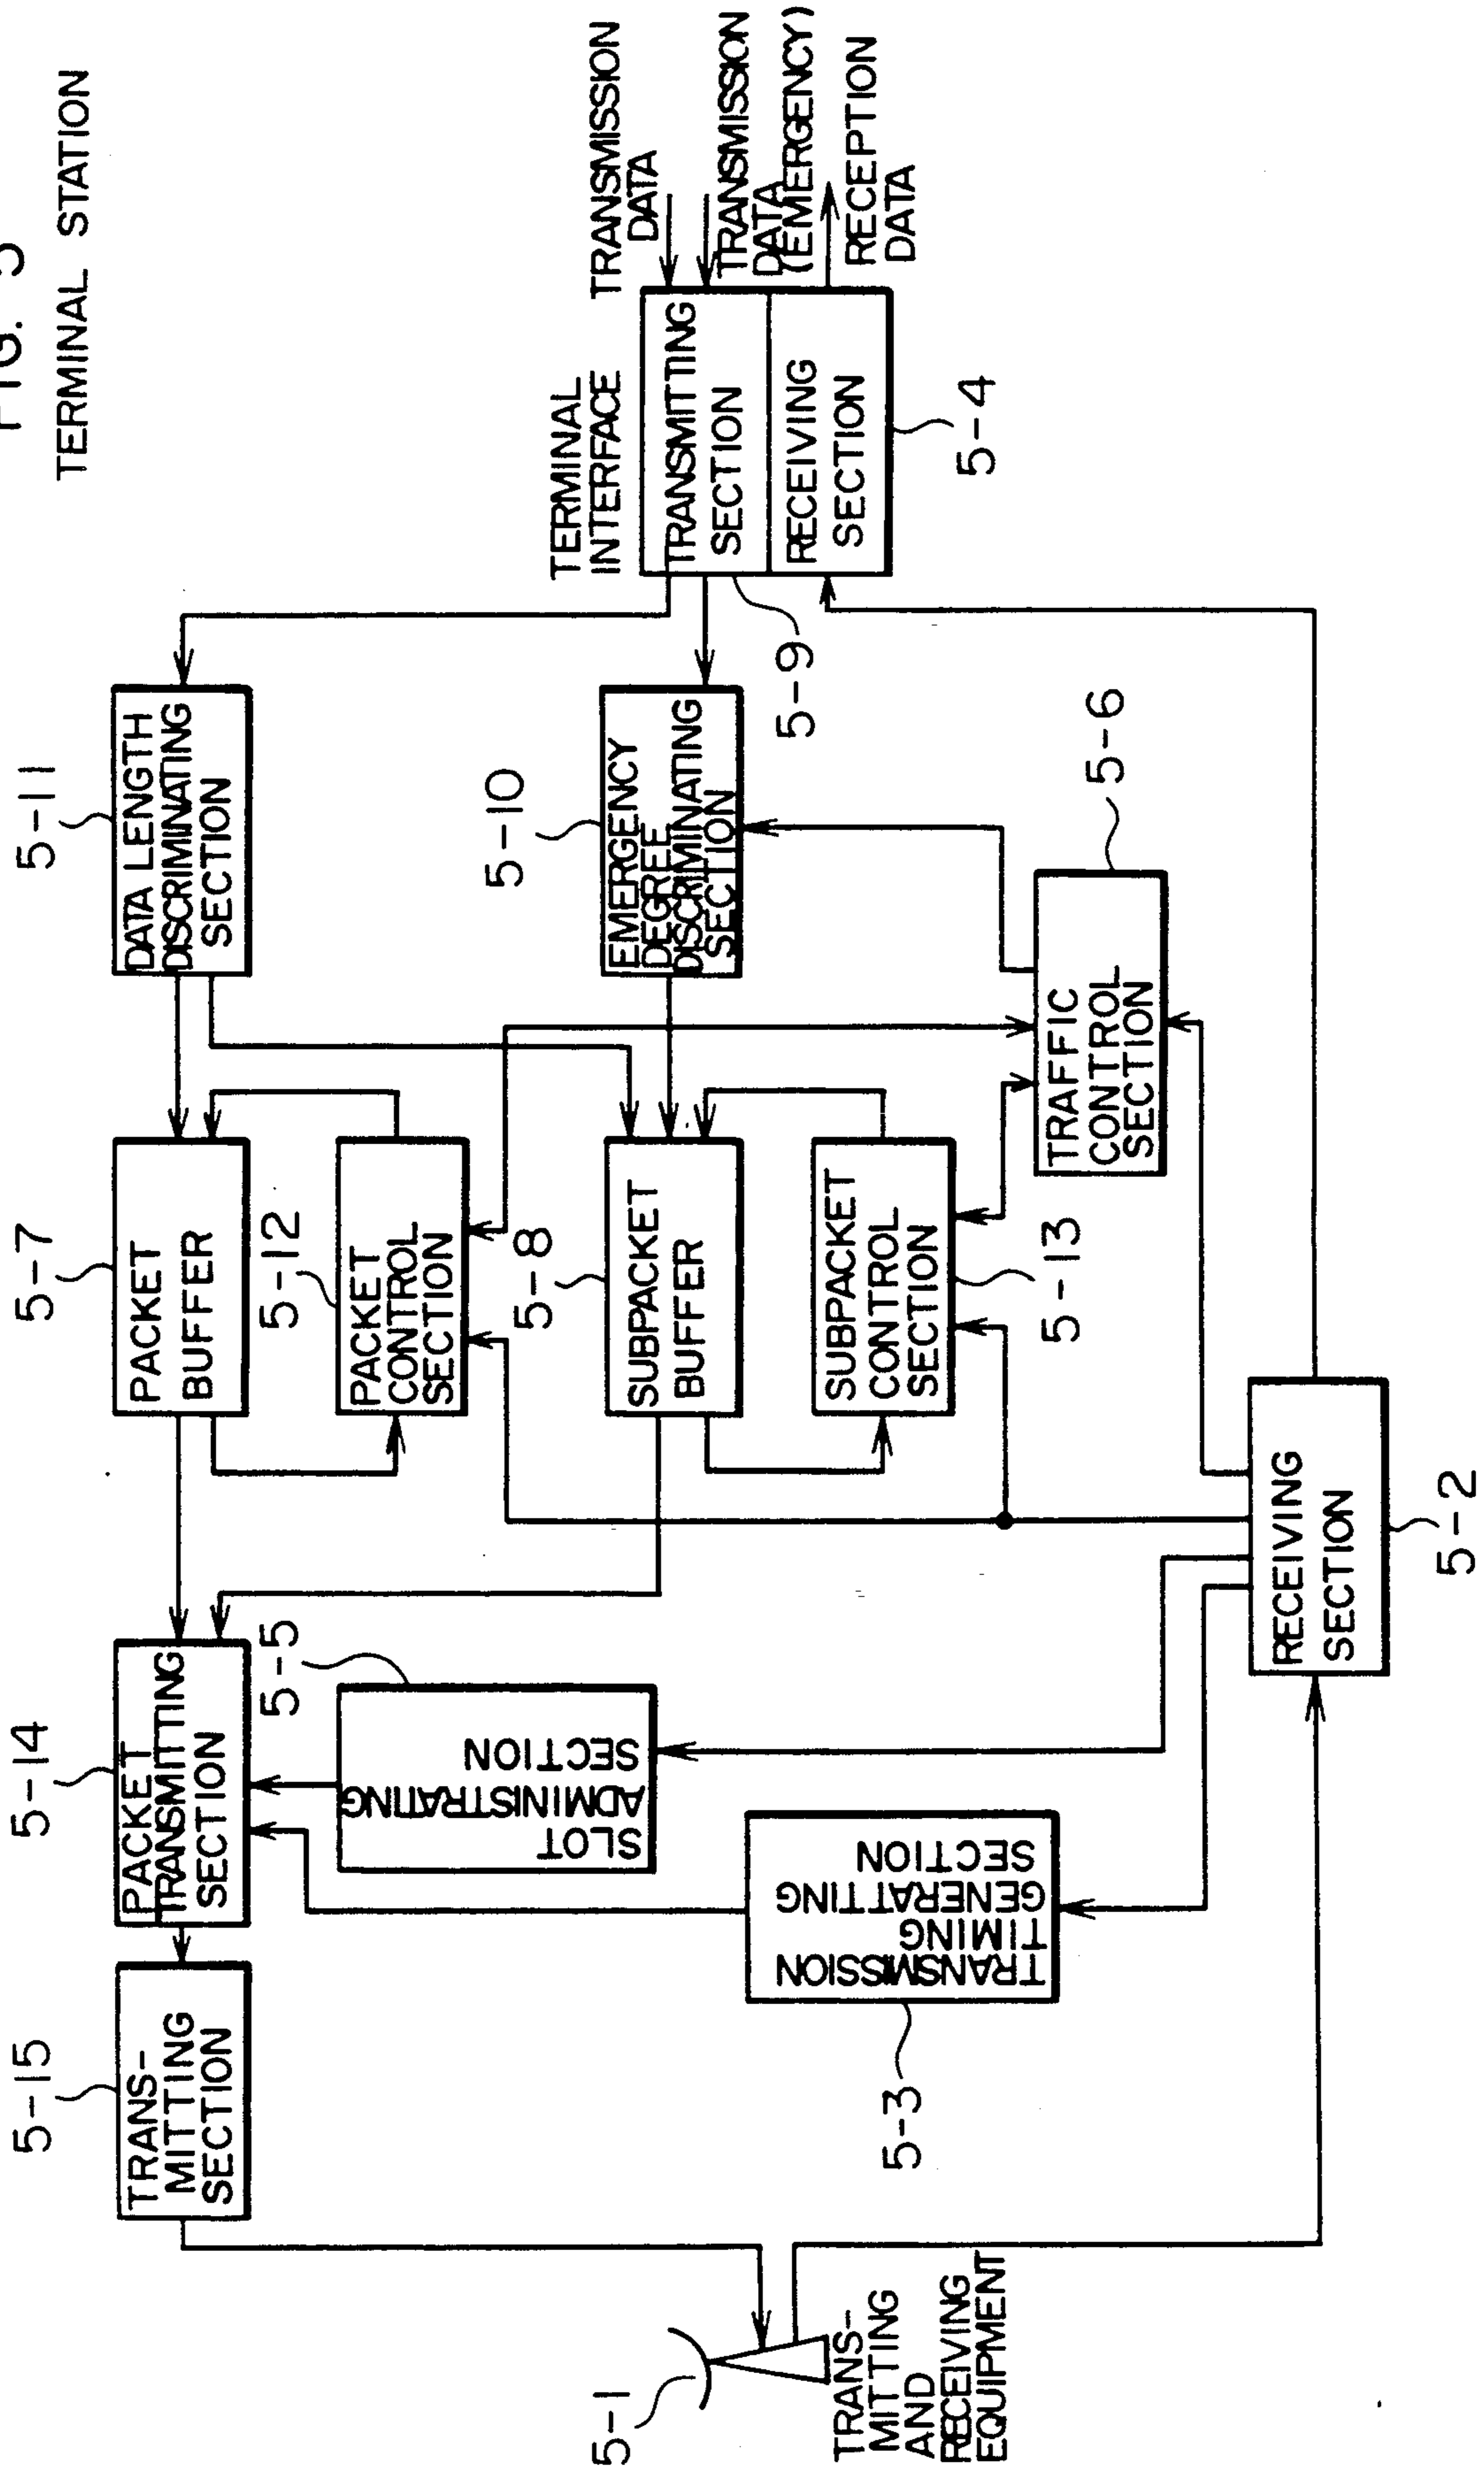 FIG. 5
TERMINAL STATION
5-15
TRANS-
MITTING
SECTION
5-14
PACKET
TRANSMITTING
SECTION
5-7
PACKET
BUFFER
5-11
DATA LENGTH
DISCRIMINATING
SECTION
5-5
SLOT
ADMINISTRATING
SECTION
5-12
PACKET
CONTROL
SECTION
5-8
SUBPACKET
BUFFER
5-10
EMERGENCY
DEGREE
DISCRIMINATING
SECTION
TERMINAL
INTERFACE
TRANSMITTING
SECTION
RECEIVING
SECTION
5-9
5-4
TRANSMISSION
DATA
TRANSMISSION
DATA
(EMERGENCY)
RECEPTION
DATA
5-1
TRANS-
MITTING
AND
RECEIVING
EQUIPMENT
TRANSMISSION
TIMING
GENERATTING
SECTION
5-3
SUBPACKET
CONTROL
SECTION
5-13
TRAFFIC
CONTROL
SECTION
5-6
RECEIVING
SECTION
5-2